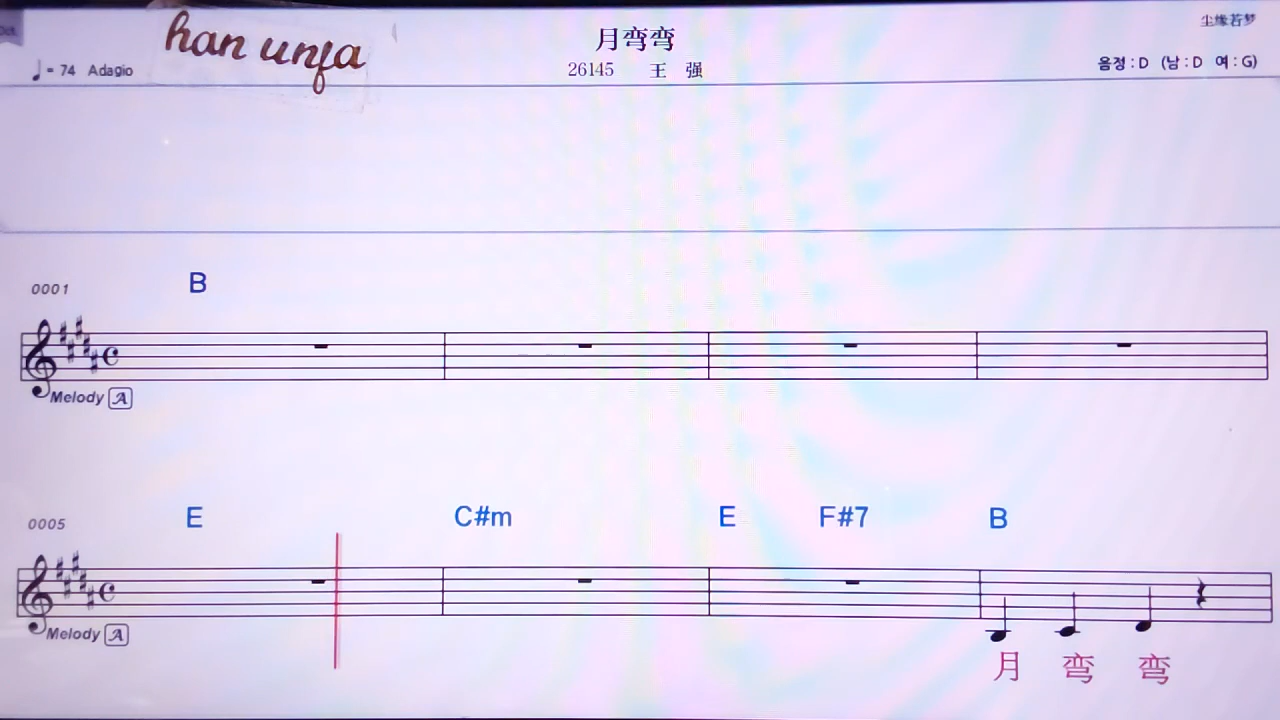 han unfa
月弯弯
尘缘若梦
♩= 74 Adagio
26145 王 强
음정 : D (남 : D 여 : G)
0001
B
Melody A
0005
E C#m E F#7 B
Melody A
月 弯 弯